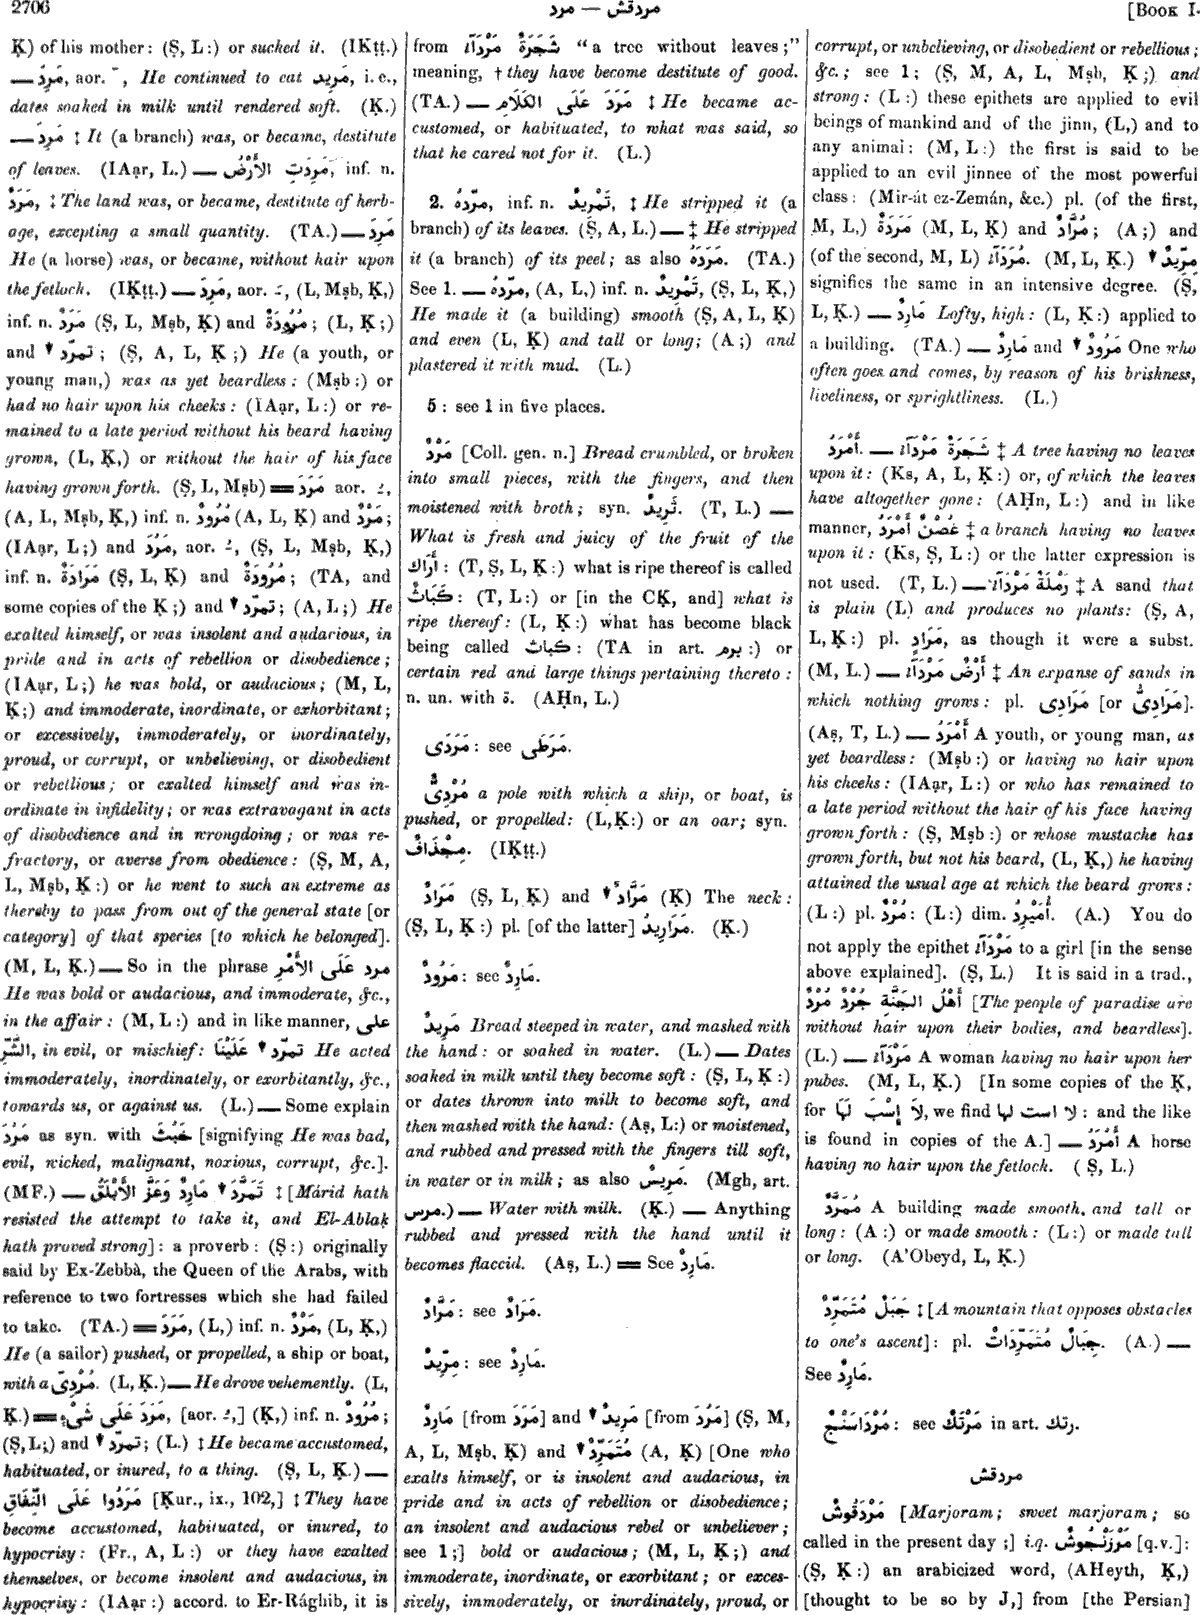 2706
مردقش — مرد
[Book I.
Ḳ) of his mother: (Ṣ, L:) or sucked it. (IḲṭṭ.)
— مَرِدَ, aor. ـَ, He continued to eat مَرِيد, i. e.,
dates soaked in milk until rendered soft. (Ḳ.)
— مَرِدَ ‡ It (a branch) was, or became, destitute
of leaves. (IAạr, L.) — مَرِدَتِ الأَرْضُ, inf. n.
مَرَدٌ, ‡ The land was, or became, destitute of herb-
age, excepting a small quantity. (TA.) — مَرِدَ
He (a horse) was, or became, without hair upon
the fetlock. (IḲṭṭ.) — مَرِدَ, aor. ـَ, (L, Mṣb, Ḳ,)
inf. n. مَرَدٌ (Ṣ, L, Mṣb, Ḳ) and مُرُودَةٌ; (L, Ḳ;)
and ▼ تمرّد; (Ṣ, A, L, Ḳ;) He (a youth, or
young man,) was as yet beardless: (Mṣb:) or
had no hair upon his cheeks: (IAạr, L:) or re-
mained to a late period without his beard having
grown, (L, Ḳ,) or without the hair of his face
having grown forth. (Ṣ, L, Mṣb) ═ مَرَدَ aor. ـُ,
(A, L, Mṣb, Ḳ,) inf. n. مُرُودٌ (A, L, Ḳ) and مَرْدٌ;
(IAạr, L;) and مَرُدَ, aor. ـُ, (Ṣ, L, Mṣb, Ḳ,)
inf. n. مَرَادَةٌ (Ṣ, L, Ḳ) and مُرُودَةٌ; (TA, and
some copies of the Ḳ;) and ▼ تمرّد; (A, L;) He
exalted himself, or was insolent and audacious, in
pride and in acts of rebellion or disobedience;
(IAạr, L;) he was bold, or audacious; (M, L,
Ḳ;) and immoderate, inordinate, or exhorbitant;
or excessively, immoderately, or inordinately,
proud, or corrupt, or unbelieving, or disobedient
or rebellious; or exalted himself and was in-
ordinate in infidelity; or was extravagant in acts
of disobedience and in wrongdoing; or was re-
fractory, or averse from obedience: (Ṣ, M, A,
L, Mṣb, Ḳ:) or he went to such an extreme as
thereby to pass from out of the general state [or
category] of that species [to which he belonged].
(M, L, Ḳ.) — So in the phrase مرد عَلَى الأَمْرِ
He was bold or audacious, and immoderate, &c.,
in the affair: (M, L:) and in like manner, على
الشَّرِّ, in evil, or mischief: تمرّد ▼ عَلَيْنَا He acted
immoderately, inordinately, or exorbitantly, &c.,
towards us, or against us. (L.) — Some explain
مَرُدَ as syn. with خَبُثَ [signifying He was bad,
evil, wicked, malignant, noxious, corrupt, &c.].
(MF.) — تَمَرَّدَ ▼ مَارِدٌ وَعَزَّ الأَبْلَقُ ‡ [Márid hath
resisted the attempt to take it, and El-Ablaḳ
hath proved strong]: a proverb: (Ṣ:) originally
said by Ex-Zebbà, the Queen of the Arabs, with
reference to two fortresses which she had failed
to take. (TA.) ═ مَرَدَ, (L,) inf. n. مَرْدٌ, (L, Ḳ,)
He (a sailor) pushed, or propelled, a ship or boat,
with a مُرْدِىّ. (L, Ḳ.) — He drove vehemently. (L,
Ḳ.) ═ مَرَدَ عَلَى شَىْءٍ, [aor. ـُ,] (Ḳ,) inf. n. مُرُودٌ;
(Ṣ, L;) and ▼ تمرّد; (L.) ‡ He became accustomed,
habituated, or inured, to a thing. (Ṣ, L, Ḳ.) —
مَرَدُوا عَلَى النِّفَاقِ [Ḳur., ix., 102,] ‡ They have
become accustomed, habituated, or inured, to
hypocrisy: (Fr., A, L:) or they have exalted
themselves, or become insolent and audacious, in
hypocrisy: (IAạr:) accord. to Er-Rághib, it is
from شَجَرَةٌ مَرْدَآءُ “a tree without leaves;”
meaning, † they have become destitute of good.
(TA.) — مَرَدَ عَلَى الكَلَامِ ‡ He became ac-
customed, or habituated, to what was said, so
that he cared not for it. (L.)
2. مرّدهُ, inf. n. تَمْرِيدٌ, ‡ He stripped it (a
branch) of its leaves. (Ṣ, A, L.) — ‡ He stripped
it (a branch) of its peel; as also مَرَدَهُ. (TA.)
See 1. — مرّدهُ, (A, L,) inf. n. تَمْرِيدٌ, (Ṣ, L, Ḳ,)
He made it (a building) smooth (Ṣ, A, L, Ḳ)
and even (L, Ḳ) and tall or long; (A;) and
plastered it with mud. (L.)
5: see 1 in five places.
مَرْدٌ [Coll. gen. n.] Bread crumbled, or broken
into small pieces, with the fingers, and then
moistened with broth; syn. ثَرِيدٌ. (T, L.) —
What is fresh and juicy of the fruit of the
أَرَاك: (T, Ṣ, L, Ḳ:) what is ripe thereof is called
كَبَاثٌ: (T, L:) or [in the CḲ, and] what is
ripe thereof: (L, Ḳ:) what has become black
being called كباث: (TA in art. برم:) or
certain red and large things pertaining thereto:
n. un. with ة. (AḤn, L.)
مَرَدَى: see مَرَطَى.
مُرْدِىٌّ a pole with which a ship, or boat, is
pushed, or propelled: (L, Ḳ:) or an oar; syn.
مِجْذَافٌ. (IḲṭṭ.)
مَرَادٌ (Ṣ, L, Ḳ) and ▼ مَرَّادٌ (Ḳ) The neck:
(Ṣ, L, Ḳ:) pl. [of the latter] مَرَارِيدُ. (Ḳ.)
مَرُودٌ: see مَارِدٌ.
مَرِيدٌ Bread steeped in water, and mashed with
the hand: or soaked in water. (L.) — Dates
soaked in milk until they become soft: (Ṣ, L, Ḳ:)
or dates thrown into milk to become soft, and
then mashed with the hand: (Aṣ, L:) or moistened,
and rubbed and pressed with the fingers till soft,
in water or in milk; as also مَرِيسٌ. (Mgh, art.
مرس.) — Water with milk. (Ḳ.) — Anything
rubbed and pressed with the hand until it
becomes flaccid. (Aṣ, L.) ═ See مَارِدٌ.
مَرَّادٌ: see مَرَادٌ.
مِرِّيدٌ: see مَارِدٌ.
مَارِدٌ [from مَرَدَ] and ▼ مَرِيدٌ [from مَرُدَ] (Ṣ, M,
A, L, Mṣb, Ḳ) and ▼ مُتَمَرِّدٌ (A, Ḳ) [One who
exalts himself, or is insolent and audacious, in
pride and in acts of rebellion or disobedience;
an insolent and audacious rebel or unbeliever;
see 1;] bold or audacious; (M, L, Ḳ;) and
immoderate, inordinate, or exorbitant; or exces-
sively, immoderately, or inordinately, proud, or
corrupt, or unbelieving, or disobedient or rebellious;
&c.; see 1; (Ṣ, M, A, L, Mṣb, Ḳ;) and
strong: (L:) these epithets are applied to evil
beings of mankind and of the jinn, (L,) and to
any animal: (M, L:) the first is said to be
applied to an evil jinnee of the most powerful
class: (Mir-át ez-Zemán, &c.) pl. (of the first,
M, L,) مَرَدَةٌ (M, L, Ḳ) and مُرَّادٌ; (A;) and
(of the second, M, L) مُرَدَآءُ. (M, L, Ḳ.) ▼ مِرِّيدٌ
signifies the same in an intensive degree. (Ṣ,
L, Ḳ.) — مَارِدٌ Lofty, high: (L, Ḳ:) applied to
a building. (TA.) — مَارِدٌ and ▼ مَرُودٌ One who
often goes and comes, by reason of his briskness,
liveliness, or sprightliness. (L.)
أَمْرَدُ. — شَجَرَةٌ مَرْدَآءُ ‡ A tree having no leaves
upon it: (Ks, A, L, Ḳ:) or, of which the leaves
have altogether gone: (AḤn, L:) and in like
manner, غُصْنٌ أَمْرَدُ ‡ a branch having no leaves
upon it: (Ks, Ṣ, L:) or the latter expression is
not used. (T, L.) — رَمْلَةٌ مَرْدَآءُ ‡ A sand that
is plain (L) and produces no plants: (Ṣ, A,
L, Ḳ:) pl. مَرَادٍ, as though it were a subst.
(M, L.) — أَرْضٌ مَرْدَآءُ ‡ An expanse of sands in
which nothing grows: pl. مَرَادِى [or مَرَادِىُّ].
(Aṣ, T, L.) — أَمْرَدُ A youth, or young man, as
yet beardless: (Mṣb:) or having no hair upon
his cheeks: (IAạr, L:) or who has remained to
a late period without the hair of his face having
grown forth: (Ṣ, Mṣb:) or whose mustache has
grown forth, but not his beard, (L, Ḳ,) he having
attained the usual age at which the beard grows:
(L:) pl. مُرْدٌ: (L:) dim. أُمَيْرِدُ. (A.) You do
not apply the epithet مَرْدَآءُ to a girl [in the sense
above explained]. (Ṣ, L.) It is said in a trad.,
أَهْلُ الجَنَّةِ جُرْدٌ مُرْدٌ [The people of paradise are
without hair upon their bodies, and beardless].
(L.) — مَرْدَآءُ A woman having no hair upon her
pubes. (M, L, Ḳ.) [In some copies of the Ḳ,
for لَا إِسْبَ لَهَا, we find لا است لها: and the like
is found in copies of the A.] — أَمْرَدُ A horse
having no hair upon the fetlock. (Ṣ, L.)
مُمَرَّدٌ A building made smooth, and tall or
long: (A:) or made smooth: (L:) or made tall
or long. (A'Obeyd, L, Ḳ.)
جَبَلٌ مُتَمَرِّدٌ ‡ [A mountain that opposes obstacles
to one's ascent]: pl. جِبَالٌ مُتَمَرِّدَاتٌ. (A.) —
See مَارِدٌ.
مُرْدَاسَنْجٌ: see مَرْتَكٌ in art. رتك.
مردقش
مَرْدَقُوشٌ [Marjoram; sweet marjoram; so
called in the present day;] i.q. مَرْزَنْجُوشٌ [q.v.]:
(Ṣ, Ḳ:) an arabicized word, (AHeyth, Ḳ,)
[thought to be so by J,] from [the Persian]